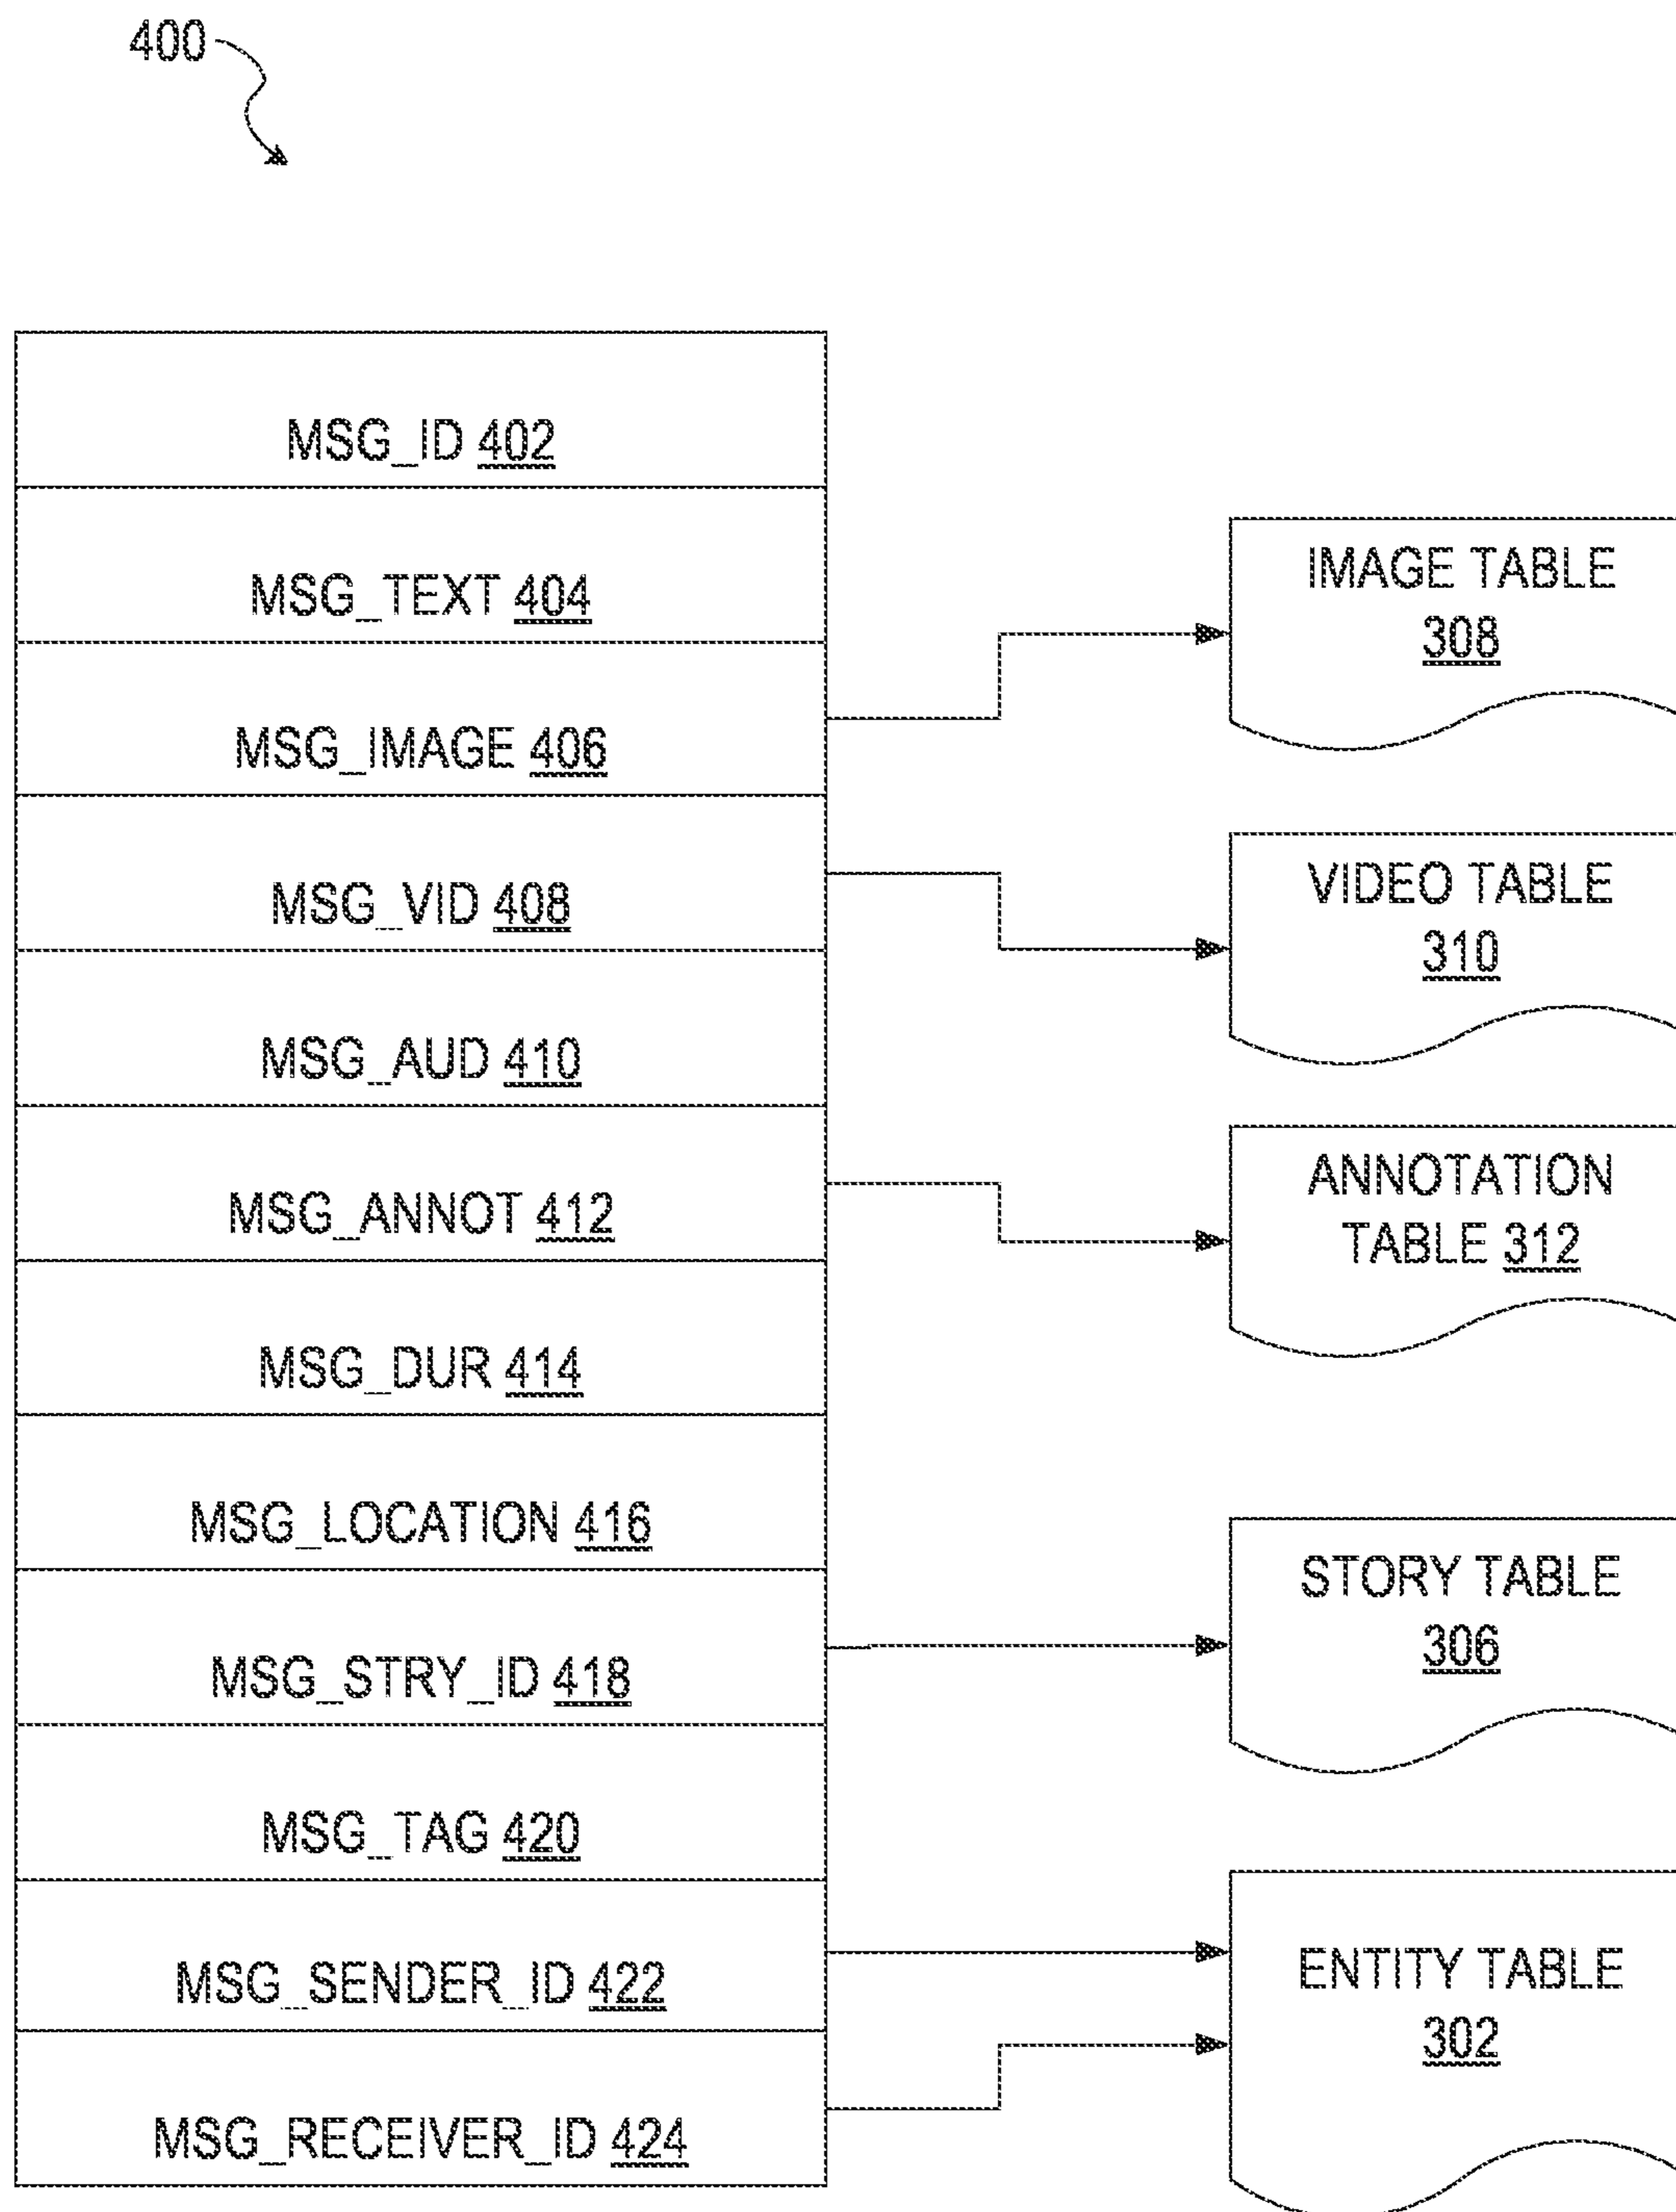 400
MSG_ID 402
MSG_TEXT 404
MSG_IMAGE 406
MSG_VID 408
MSG_AUD 410
MSG_ANNOT 412
MSG_DUR 414
MSG_LOCATION 416
MSG_STRY_ID 418
MSG_TAG 420
MSG_SENDER_ID 422
MSG_RECEIVER_ID 424
IMAGE TABLE
308
VIDEO TABLE
310
ANNOTATION
TABLE 312
STORY TABLE
306
ENTITY TABLE
302